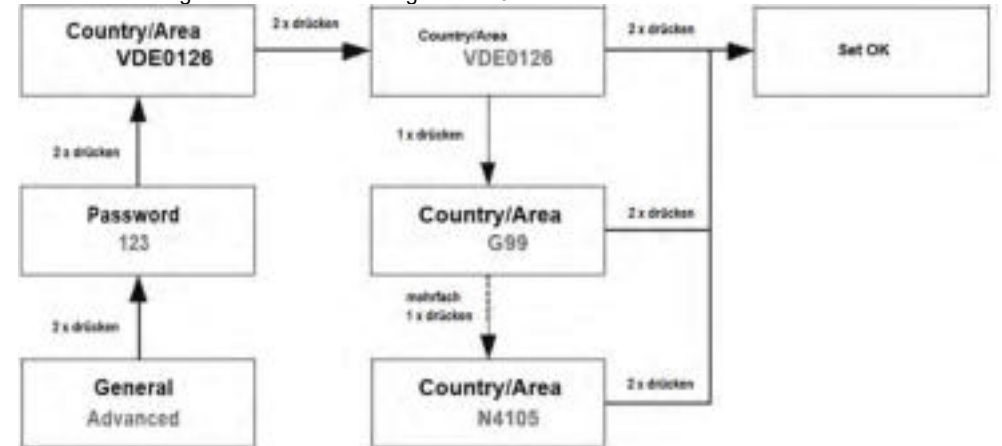 Country/Area
VDE0126
2 x drücken
Country/Area
VDE0126
2 x drücken
Set OK
2 x drücken
1 x drücken
Password
123
Country/Area
G99
2 x drücken
2 x drücken
mehrfach
1 x drücken
General
Advanced
Country/Area
N4105
2 x drücken